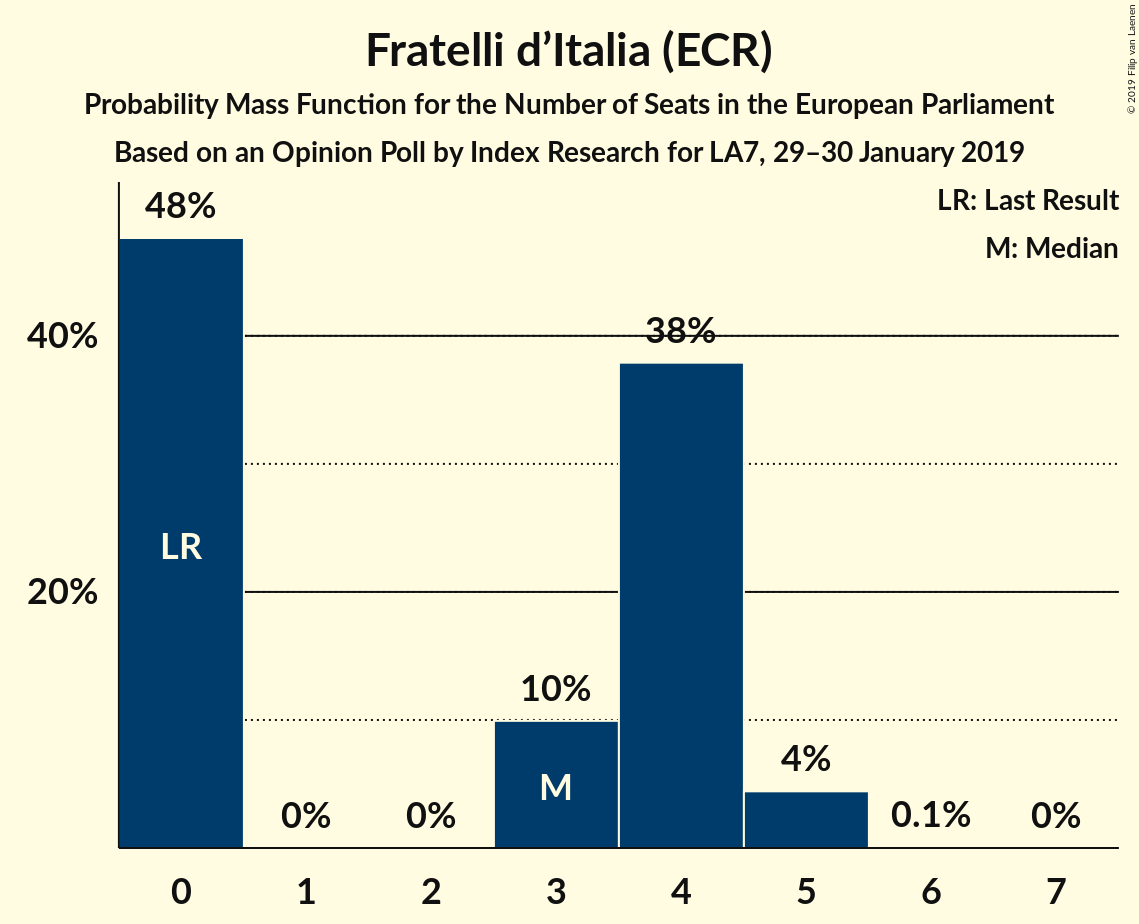 Fratelli d’Italia (ECR)
Probability Mass Function for the Number of Seats in the European Parliament
Based on an Opinion Poll by Index Research for LA7, 29–30 January 2019
© 2019 Filip van Laenen
LR: Last Result
M: Median
48%
40%
38%
LR
20%
10%
M
4%
0%
0%
0.1%
0%
0 1 2 3 4 5 6 7